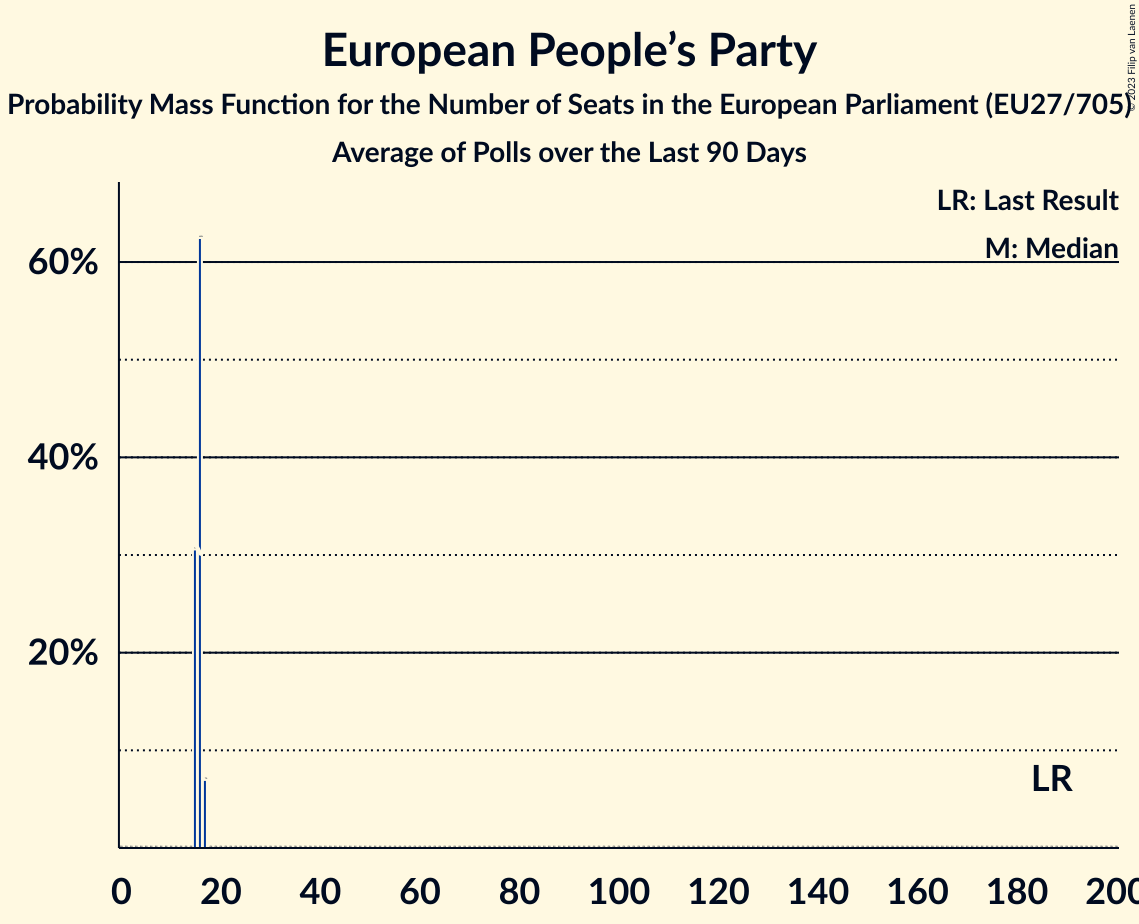 European People’s Party
Probability Mass Function for the Number of Seats in the European Parliament (EU27/705)
Average of Polls over the Last 90 Days
© 2023 Filip van Laenen
LR: Last Result
M: Median
60%
40%
20%
LR
0 20 40 60 80 100 120 140 160 180 200